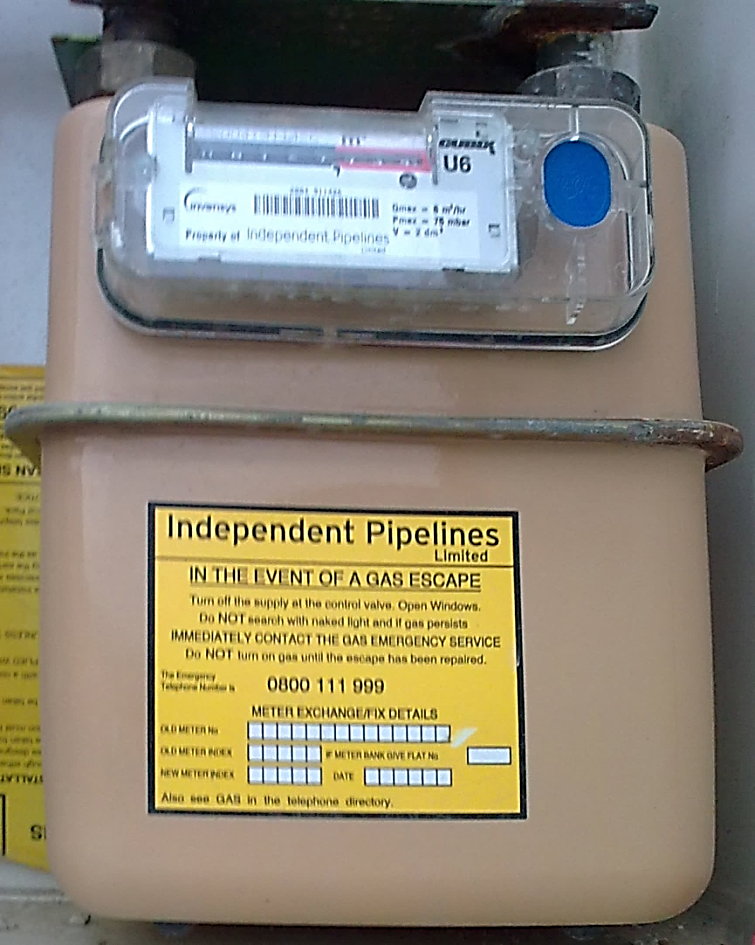 U6
invensys
Qmax = 6 m³/hr
Pmax = 75 mbar
V = 2 dm³
Property of Independent Pipelines
Limited
Independent Pipelines
Limited
IN THE EVENT OF A GAS ESCAPE
Turn off the supply at the control valve. Open Windows.
Do NOT search with naked light and if gas persists
IMMEDIATELY CONTACT THE GAS EMERGENCY SERVICE
Do NOT turn on gas until the escape has been repaired.
The Emergency
Telephone Number is 0800 111 999
METER EXCHANGE/FIX DETAILS
OLD METER No
OLD METER INDEX IF METER BANK GIVE FLAT No
NEW METER INDEX DATE
Also see GAS in the telephone directory.